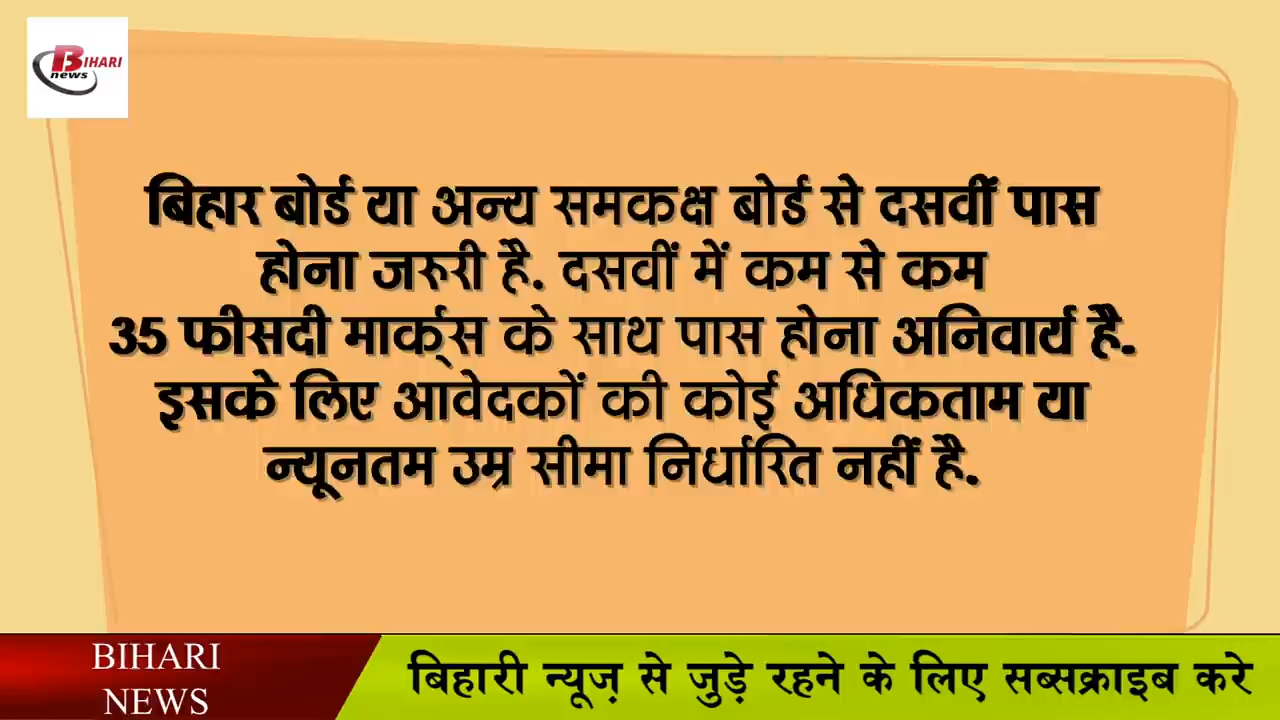 BIHARI
news
बिहार बोर्ड या अन्य समकक्ष बोर्ड से दसवीं पास
होना जरुरी है. दसवीं में कम से कम
35 फीसदी मार्क्स के साथ पास होना अनिवार्य है.
इसके लिए आवेदकों की कोई अधिकताम या
न्यूनतम उम्र सीमा निर्धारित नहीं है.
BIHARI
NEWS
बिहारी न्यूज़ से जुड़े रहने के लिए सब्सक्राइब करे